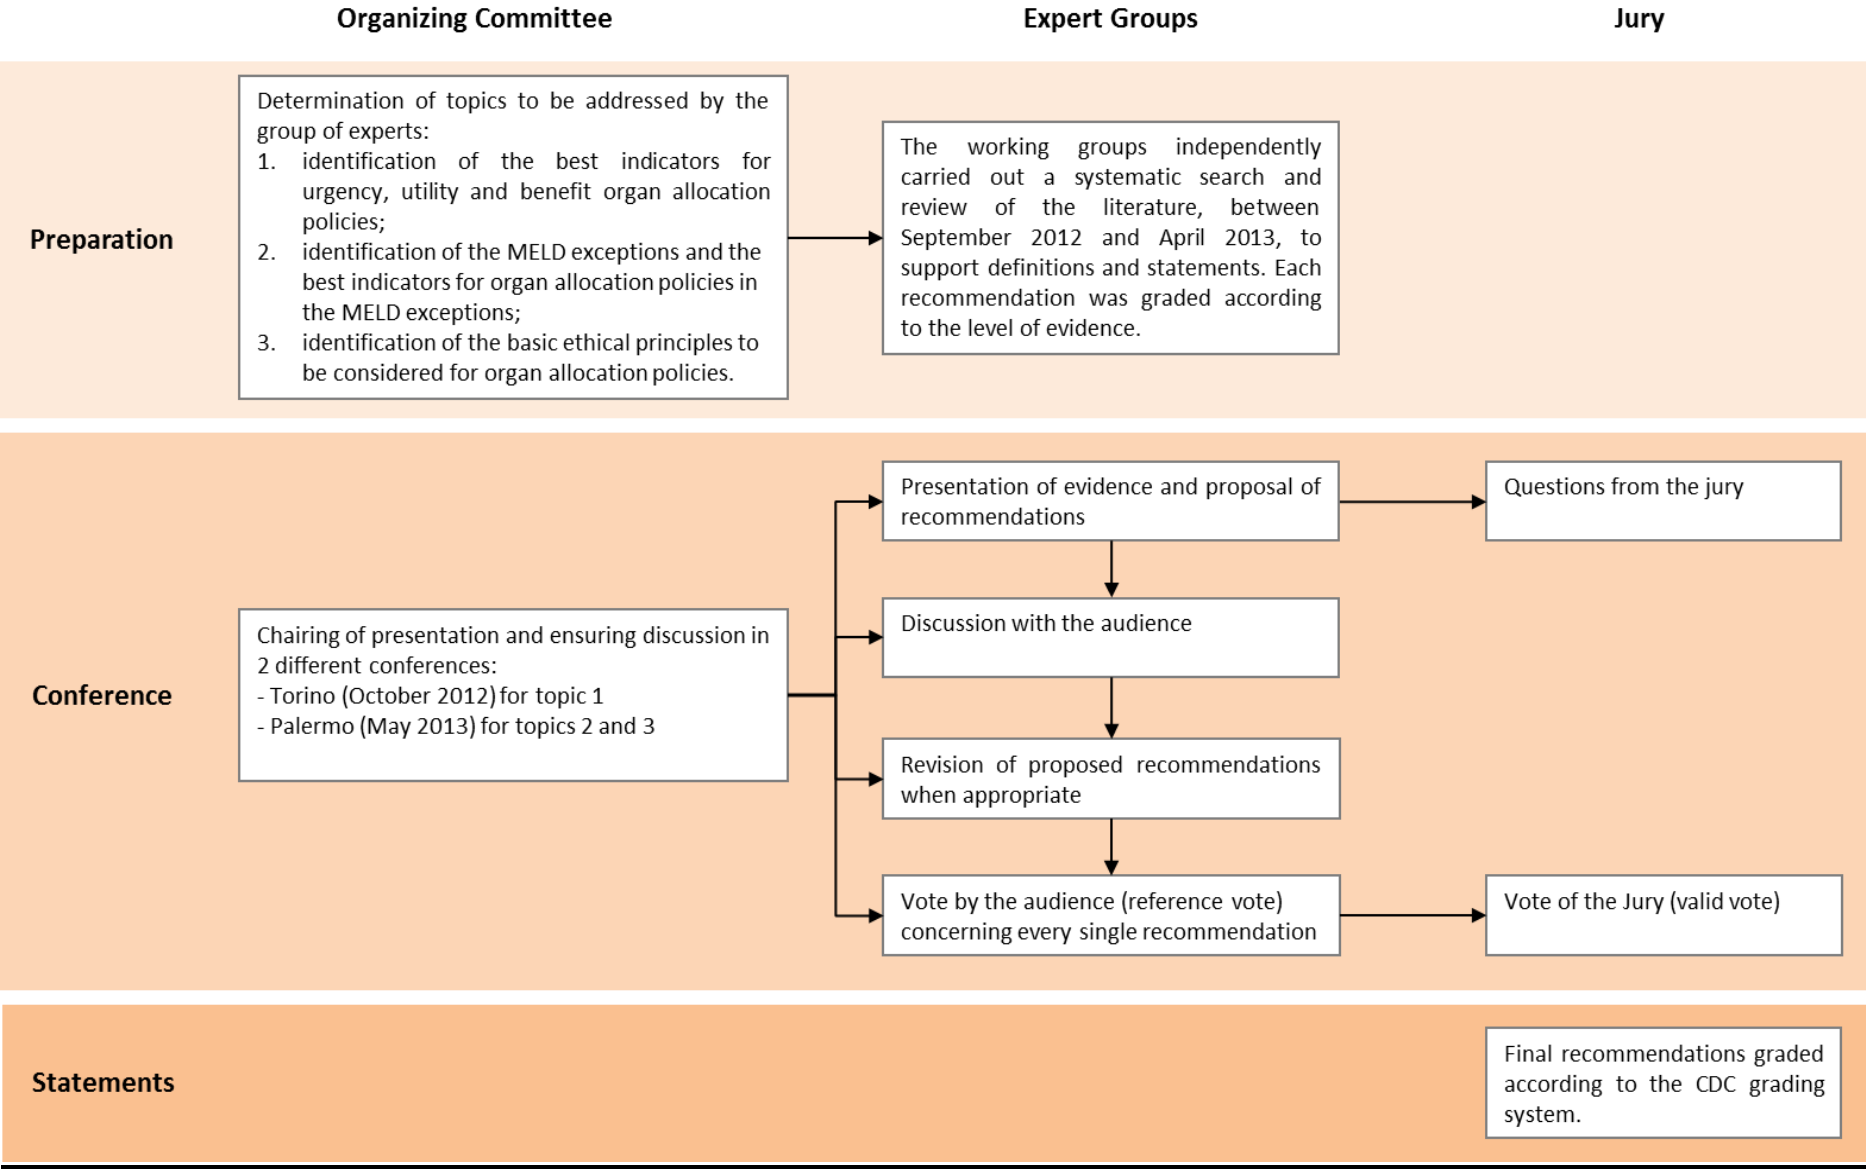 Organizing Committee
Expert Groups
Jury
Preparation
Determination of topics to be addressed by the
group of experts:
1. identification of the best indicators for
urgency, utility and benefit organ allocation
policies;
2. identification of the MELD exceptions and the
best indicators for organ allocation policies in
the MELD exceptions;
3. identification of the basic ethical principles to
be considered for organ allocation policies.
The working groups independently
carried out a systematic search and
review of the literature, between
September 2012 and April 2013, to
support definitions and statements. Each
recommendation was graded according
to the level of evidence.
Conference
Chairing of presentation and ensuring discussion in
2 different conferences:
- Torino (October 2012) for topic 1
- Palermo (May 2013) for topics 2 and 3
Presentation of evidence and proposal of
recommendations
Questions from the jury
Discussion with the audience
Revision of proposed recommendations
when appropriate
Vote by the audience (reference vote)
concerning every single recommendation
Vote of the Jury (valid vote)
Statements
Final recommendations graded
according to the CDC grading
system.